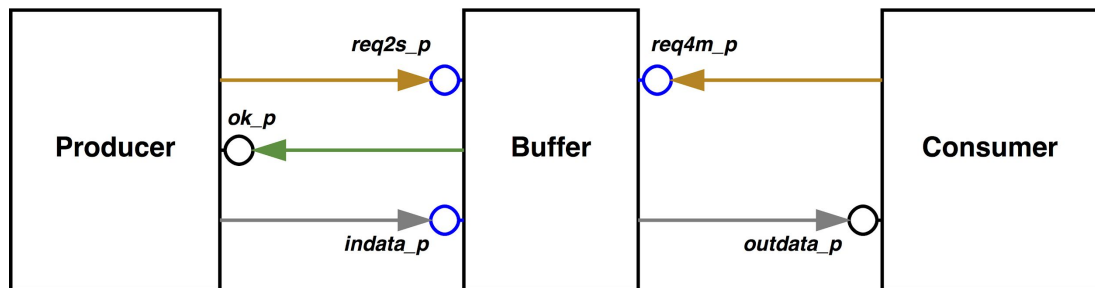 req2s_p
req4m_p
ok_p
Producer
Buffer
Consumer
indata_p
outdata_p